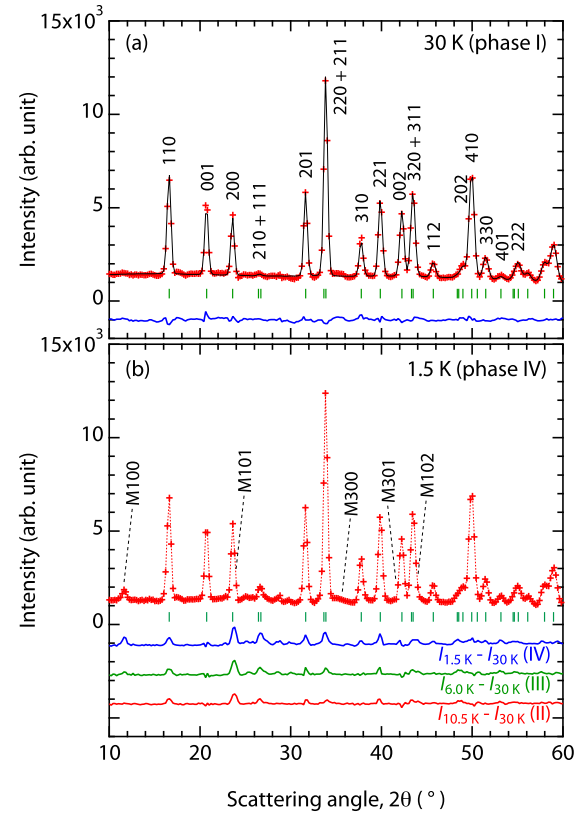 15x10³
(a)
30 K (phase I)
220 + 211
110
001
200
210 + 111
201
310
221
002
320 + 311
112
202
410
330
401
222
10
5
0
Intensity (arb. unit)
15x10³
(b)
1.5 K (phase IV)
M100
M101
M300
M301
M102
10
5
0
Intensity (arb. unit)
I1.5 K - I30 K (IV)
I6.0 K - I30 K (III)
I10.5 K - I30 K (II)
10 20 30 40 50 60
Scattering angle, 2θ ( ° )